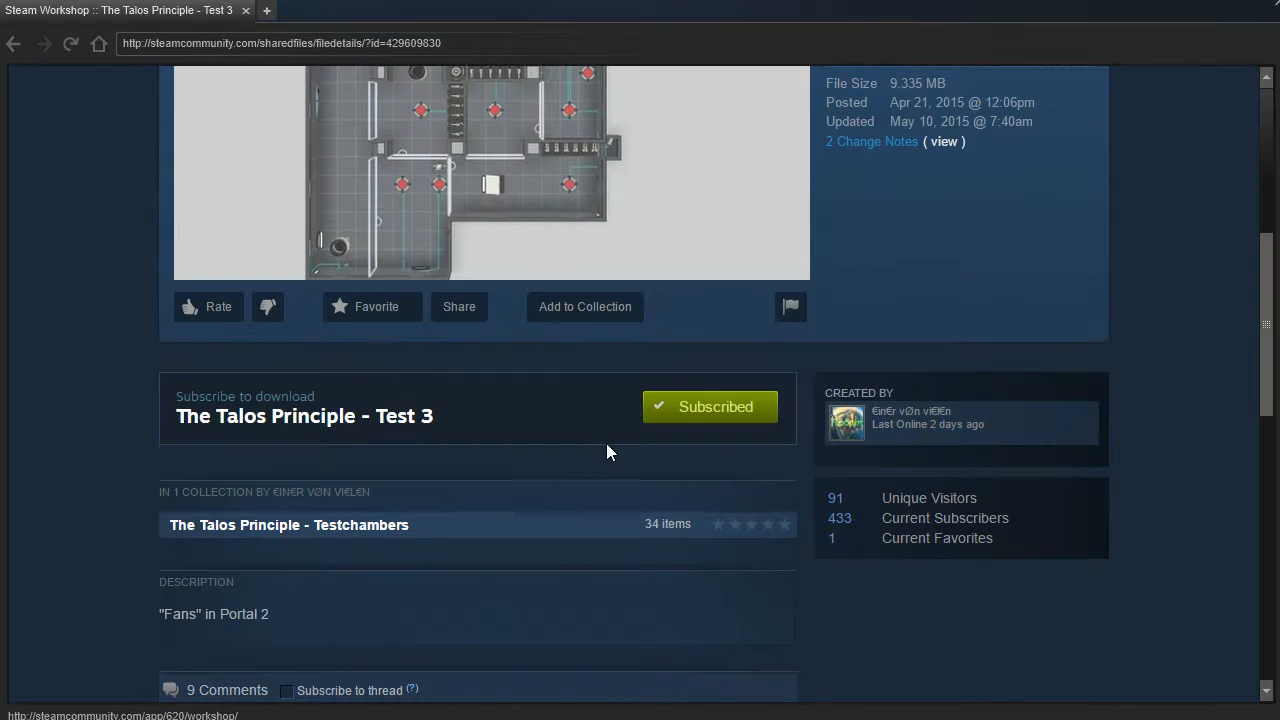 Steam Workshop :: The Talos Principle - Test 3
http://steamcommunity.com/sharedfiles/filedetails/?id=429609830
File Size 9.335 MB
Posted Apr 21, 2015 @ 12:06pm
Updated May 10, 2015 @ 7:40am
2 Change Notes ( view )
Rate
Favorite
Share
Add to Collection
Subscribe to download
The Talos Principle - Test 3
Subscribed
CREATED BY
€in€r vØn vi€l€n
Last Online 2 days ago
IN 1 COLLECTION BY €IN€R VØN VI€L€N
The Talos Principle - Testchambers
34 items
91 Unique Visitors
433 Current Subscribers
1 Current Favorites
DESCRIPTION
"Fans" in Portal 2
9 Comments
Subscribe to thread (?)
http://steamcommunity.com/app/620/workshop/